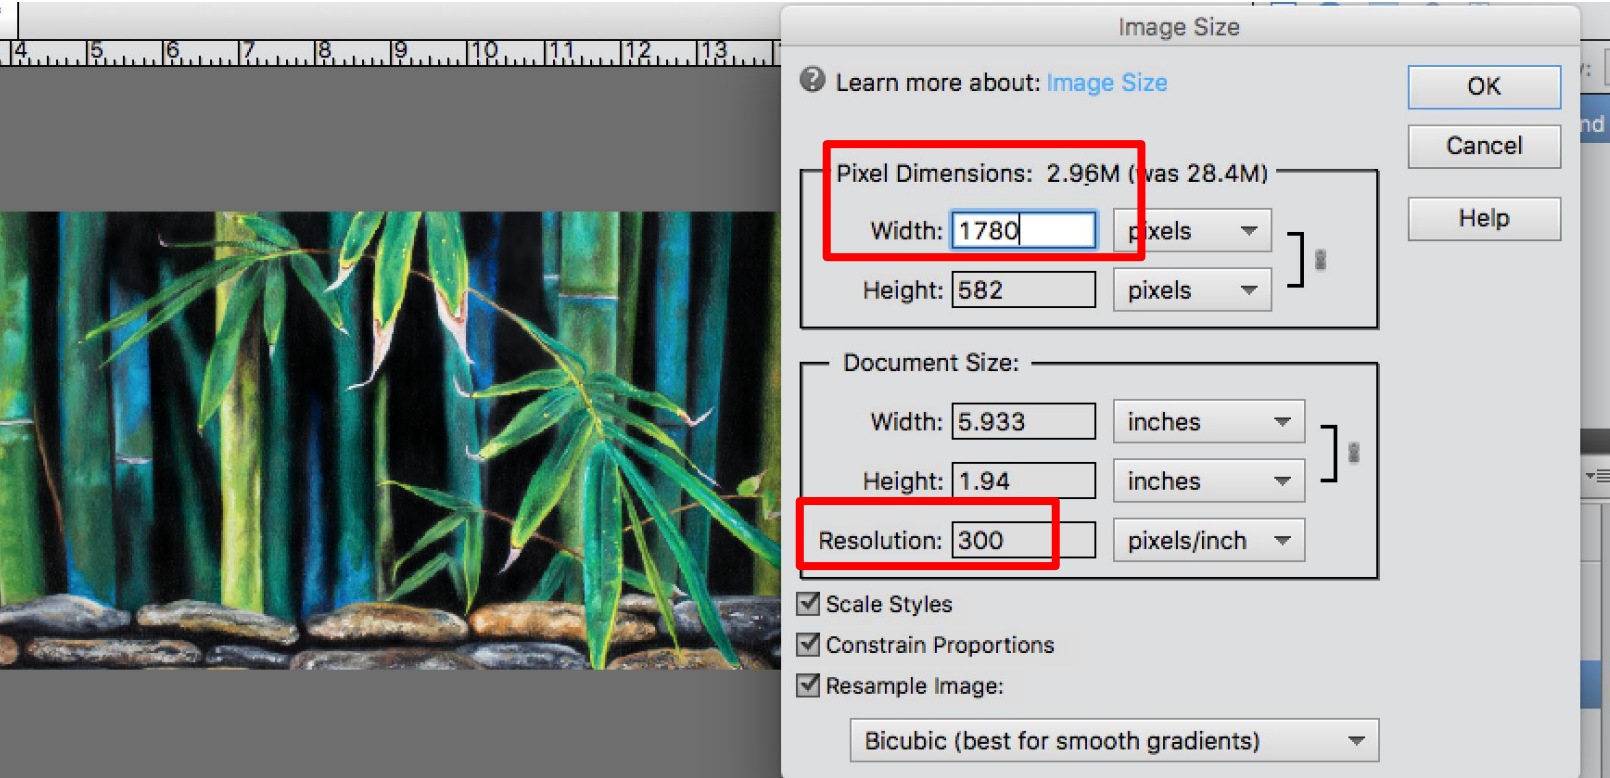 4 5 6 7 8 9 10 11 12 13
Image Size
Learn more about: Image Size
OK
nd
Cancel
Pixel Dimensions: 2.96M (was 28.4M)
Width: 1780 pixels
Help
Height: 582 pixels
Document Size:
Width: 5.933 inches
Height: 1.94 inches
Resolution: 300 pixels/inch
Scale Styles
Constrain Proportions
Resample Image:
Bicubic (best for smooth gradients)